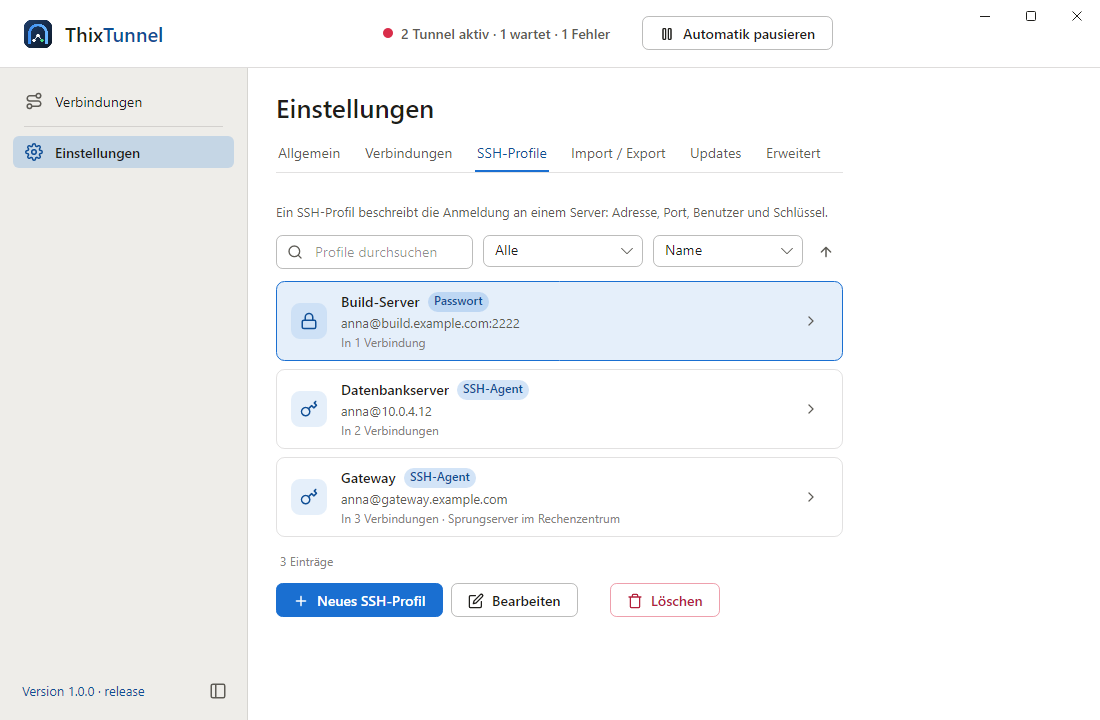 ThixTunnel
2 Tunnel aktiv · 1 wartet · 1 Fehler
Automatik pausieren
Verbindungen
Einstellungen
Einstellungen
Allgemein Verbindungen SSH-Profile Import / Export Updates Erweitert
Ein SSH-Profil beschreibt die Anmeldung an einem Server: Adresse, Port, Benutzer und Schlüssel.
Profile durchsuchen Alle Name
Build-Server Passwort
anna@build.example.com:2222
In 1 Verbindung
Datenbankserver SSH-Agent
anna@10.0.4.12
In 2 Verbindungen
Gateway SSH-Agent
anna@gateway.example.com
In 3 Verbindungen · Sprungserver im Rechenzentrum
3 Einträge
Neues SSH-Profil Bearbeiten Löschen
Version 1.0.0 · release